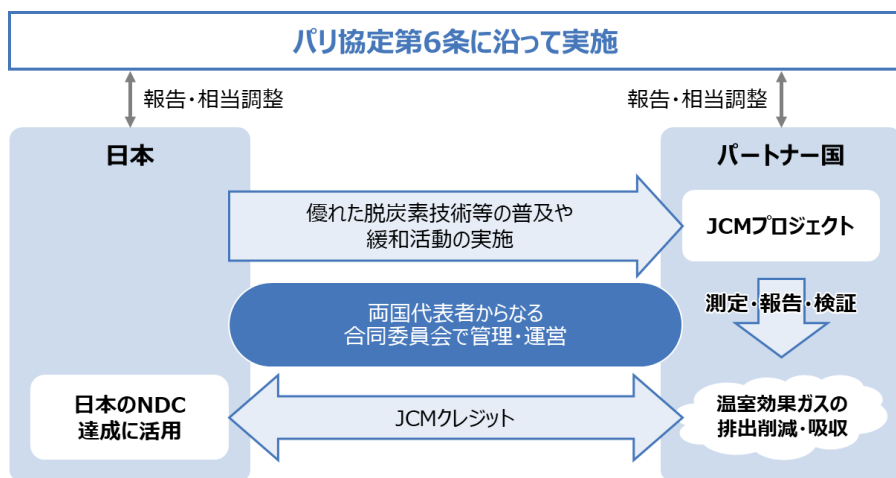 パリ協定第6条に沿って実施
報告・相当調整
報告・相当調整
日本
パートナー国
優れた脱炭素技術等の普及や
緩和活動の実施
JCMプロジェクト
測定・報告・検証
両国代表者からなる
合同委員会で管理・運営
日本のNDC
達成に活用
JCMクレジット
温室効果ガスの
排出削減・吸収